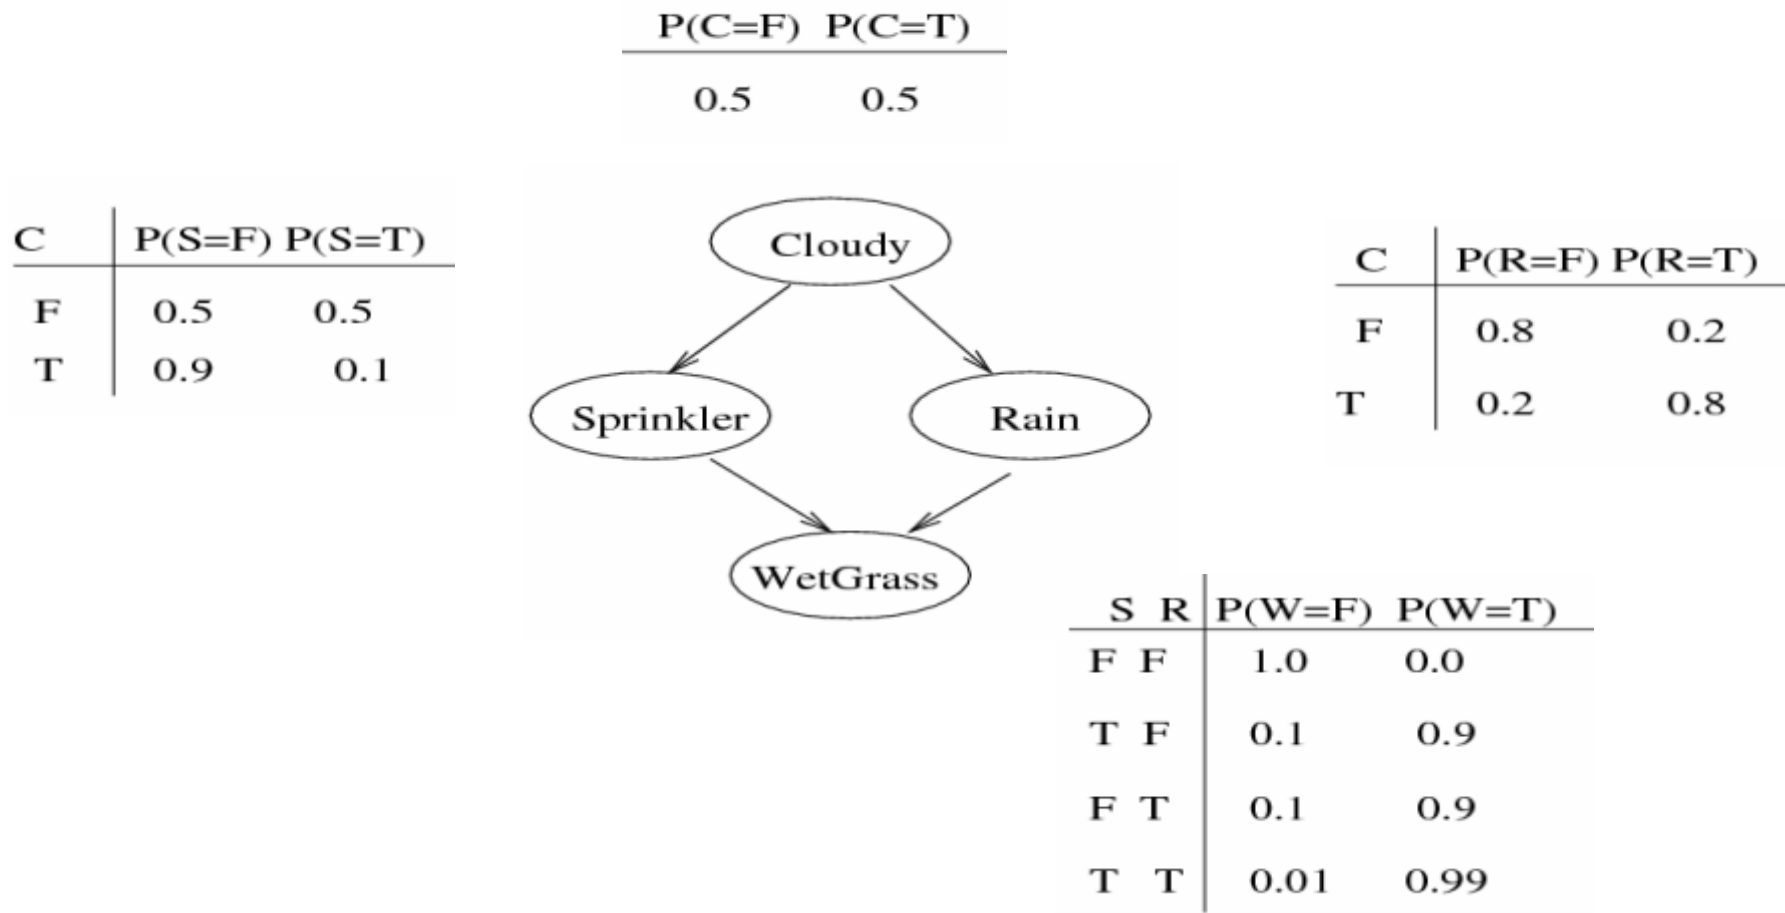 P(C=F) P(C=T)
0.5 0.5
C P(S=F) P(S=T)
F 0.5 0.5
T 0.9 0.1
Cloudy
Sprinkler
Rain
WetGrass
C P(R=F) P(R=T)
F 0.8 0.2
T 0.2 0.8
S R P(W=F) P(W=T)
F F 1.0 0.0
T F 0.1 0.9
F T 0.1 0.9
T T 0.01 0.99